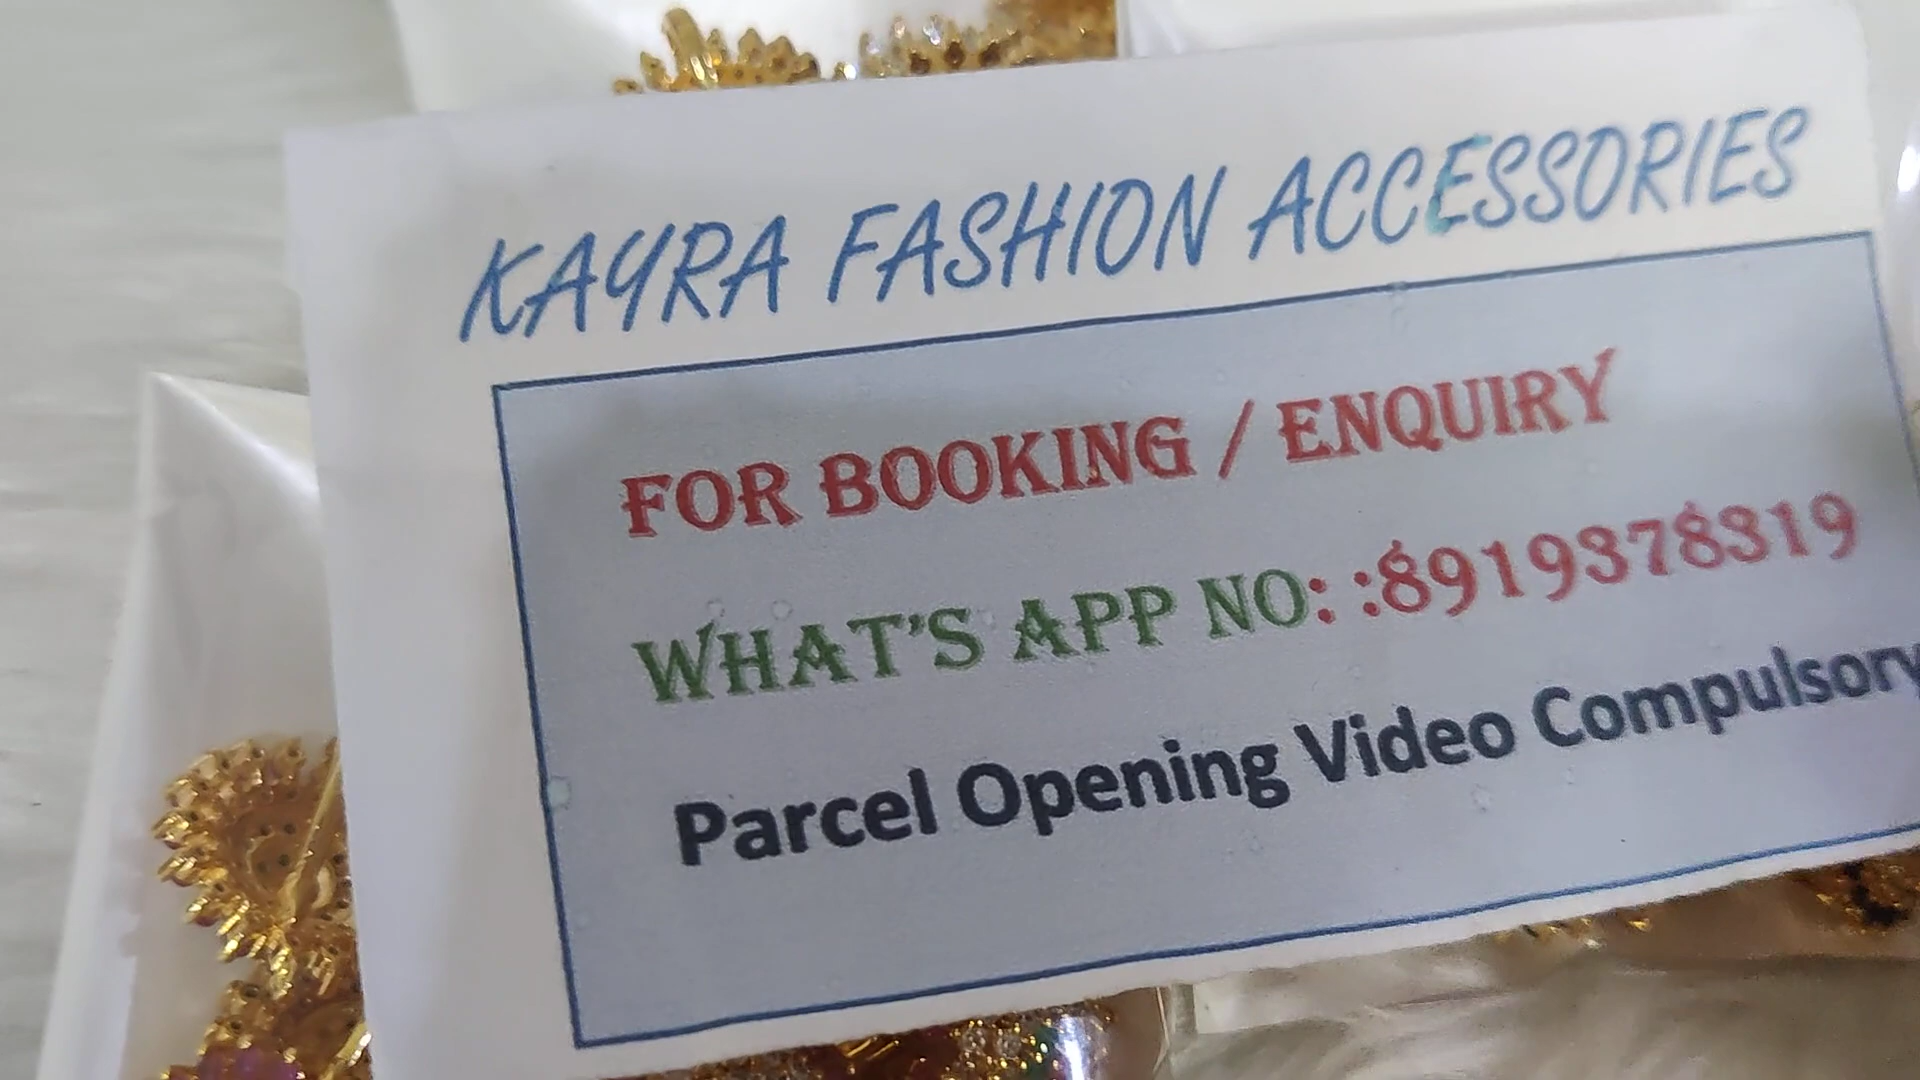 KAYRA FASHION ACCESSORIES
FOR BOOKING / ENQUIRY
WHAT'S APP NO: :8919378319
Parcel Opening Video Compulsory